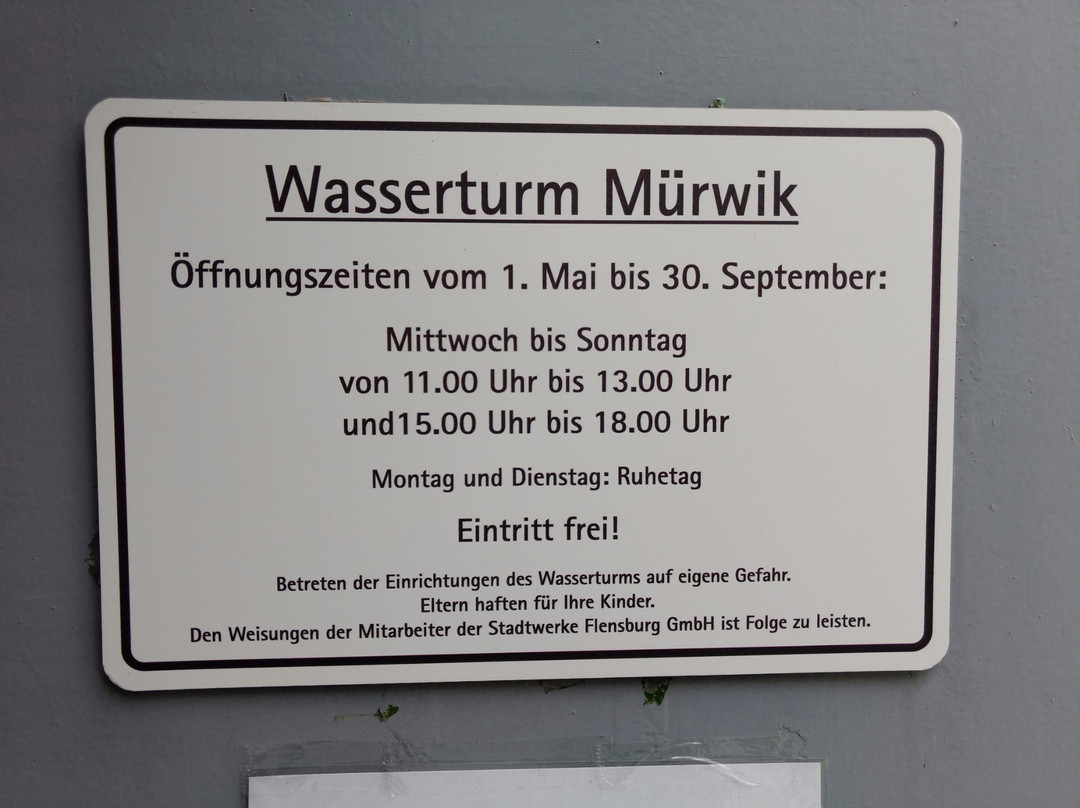 Wasserturm Mürwik
Öffnungszeiten vom 1. Mai bis 30. September:
Mittwoch bis Sonntag
von 11.00 Uhr bis 13.00 Uhr
und15.00 Uhr bis 18.00 Uhr
Montag und Dienstag: Ruhetag
Eintritt frei!
Betreten der Einrichtungen des Wasserturms auf eigene Gefahr.
Eltern haften für Ihre Kinder.
Den Weisungen der Mitarbeiter der Stadtwerke Flensburg GmbH ist Folge zu leisten.